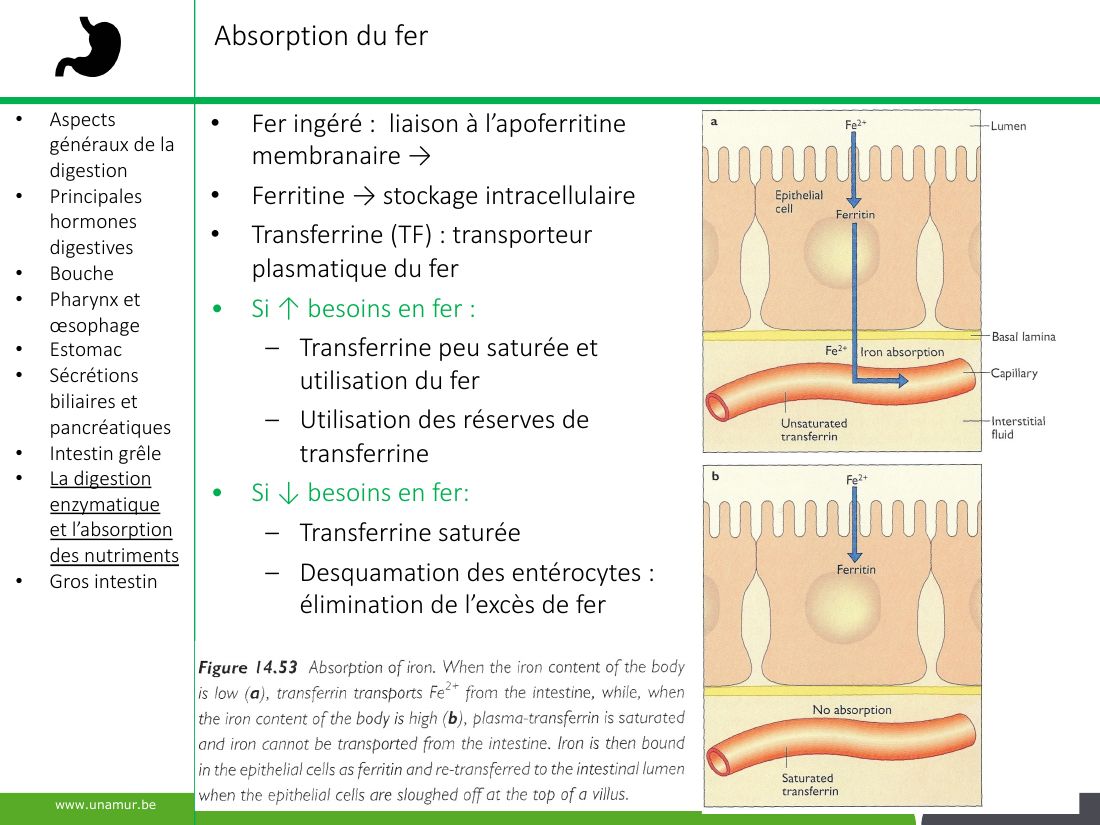 Absorption du fer
• Aspects
généraux de la
digestion
• Principales
hormones
digestives
• Bouche
• Pharynx et
œsophage
• Estomac
• Sécrétions
biliaires et
pancréatiques
• Intestin grêle
• La digestion
enzymatique
et l’absorption
des nutriments
• Gros intestin
• Fer ingéré :  liaison à l’apoferritine
membranaire →
• Ferritine → stockage intracellulaire
• Transferrine (TF) : transporteur
plasmatique du fer
• Si ↑ besoins en fer :
– Transferrine peu saturée et
utilisation du fer
– Utilisation des réserves de
transferrine
• Si ↓ besoins en fer:
– Transferrine saturée
– Desquamation des entérocytes :
élimination de l’excès de fer
Figure 14.53 Absorption of iron. When the iron content of the body
is low (a), transferrin transports Fe²⁺ from the intestine, while, when
the iron content of the body is high (b), plasma-transferrin is saturated
and iron cannot be transported from the intestine. Iron is then bound
in the epithelial cells as ferritin and re-transferred to the intestinal lumen
when the epithelial cells are sloughed off at the top of a villus.
a
Fe²⁺
Lumen
Epithelial
cell
Ferritin
Basal lamina
Fe²⁺ Iron absorption
Capillary
Unsaturated
transferrin
Interstitial
fluid
b
Fe²⁺
Ferritin
No absorption
Saturated
transferrin
www.unamur.be